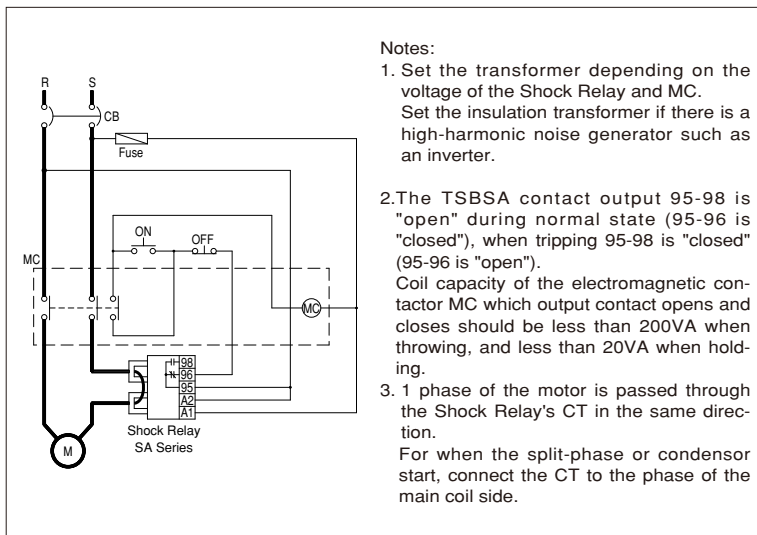 R S
CB
Fuse
ON
OFF
MC
MC
98
96
95
A2
A1
Shock Relay
SA Series
M
Notes:
1. Set the transformer depending on the
voltage of the Shock Relay and MC.
Set the insulation transformer if there is a
high-harmonic noise generator such as
an inverter.
2.The TSBSA contact output 95-98 is
"open" during normal state (95-96 is
"closed"), when tripping 95-98 is "closed"
(95-96 is "open").
Coil capacity of the electromagnetic con-
tactor MC which output contact opens and
closes should be less than 200VA when
throwing, and less than 20VA when hold-
ing.
3. 1 phase of the motor is passed through
the Shock Relay's CT in the same direc-
tion.
For when the split-phase or condensor
start, connect the CT to the phase of the
main coil side.